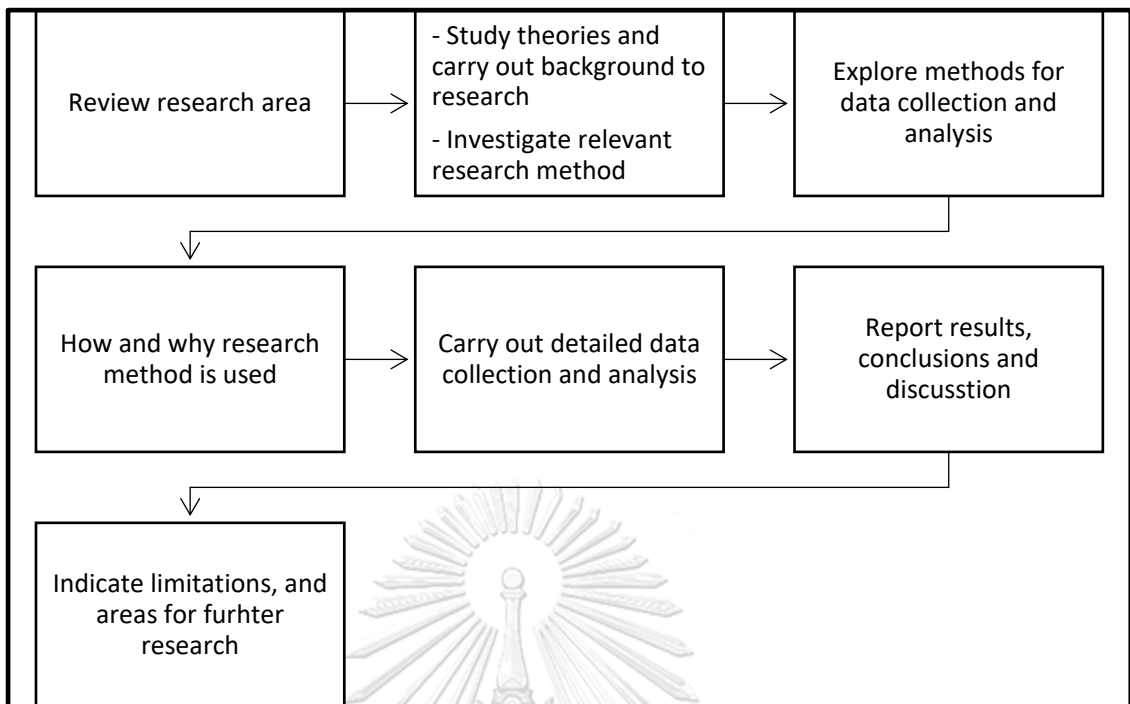 Review research area
- Study theories and
carry out background to
research
- Investigate relevant
research method
Explore methods for
data collection and
analysis
How and why research
method is used
Carry out detailed data
collection and analysis
Report results,
conclusions and
discusstion
Indicate limitations, and
areas for furhter
research